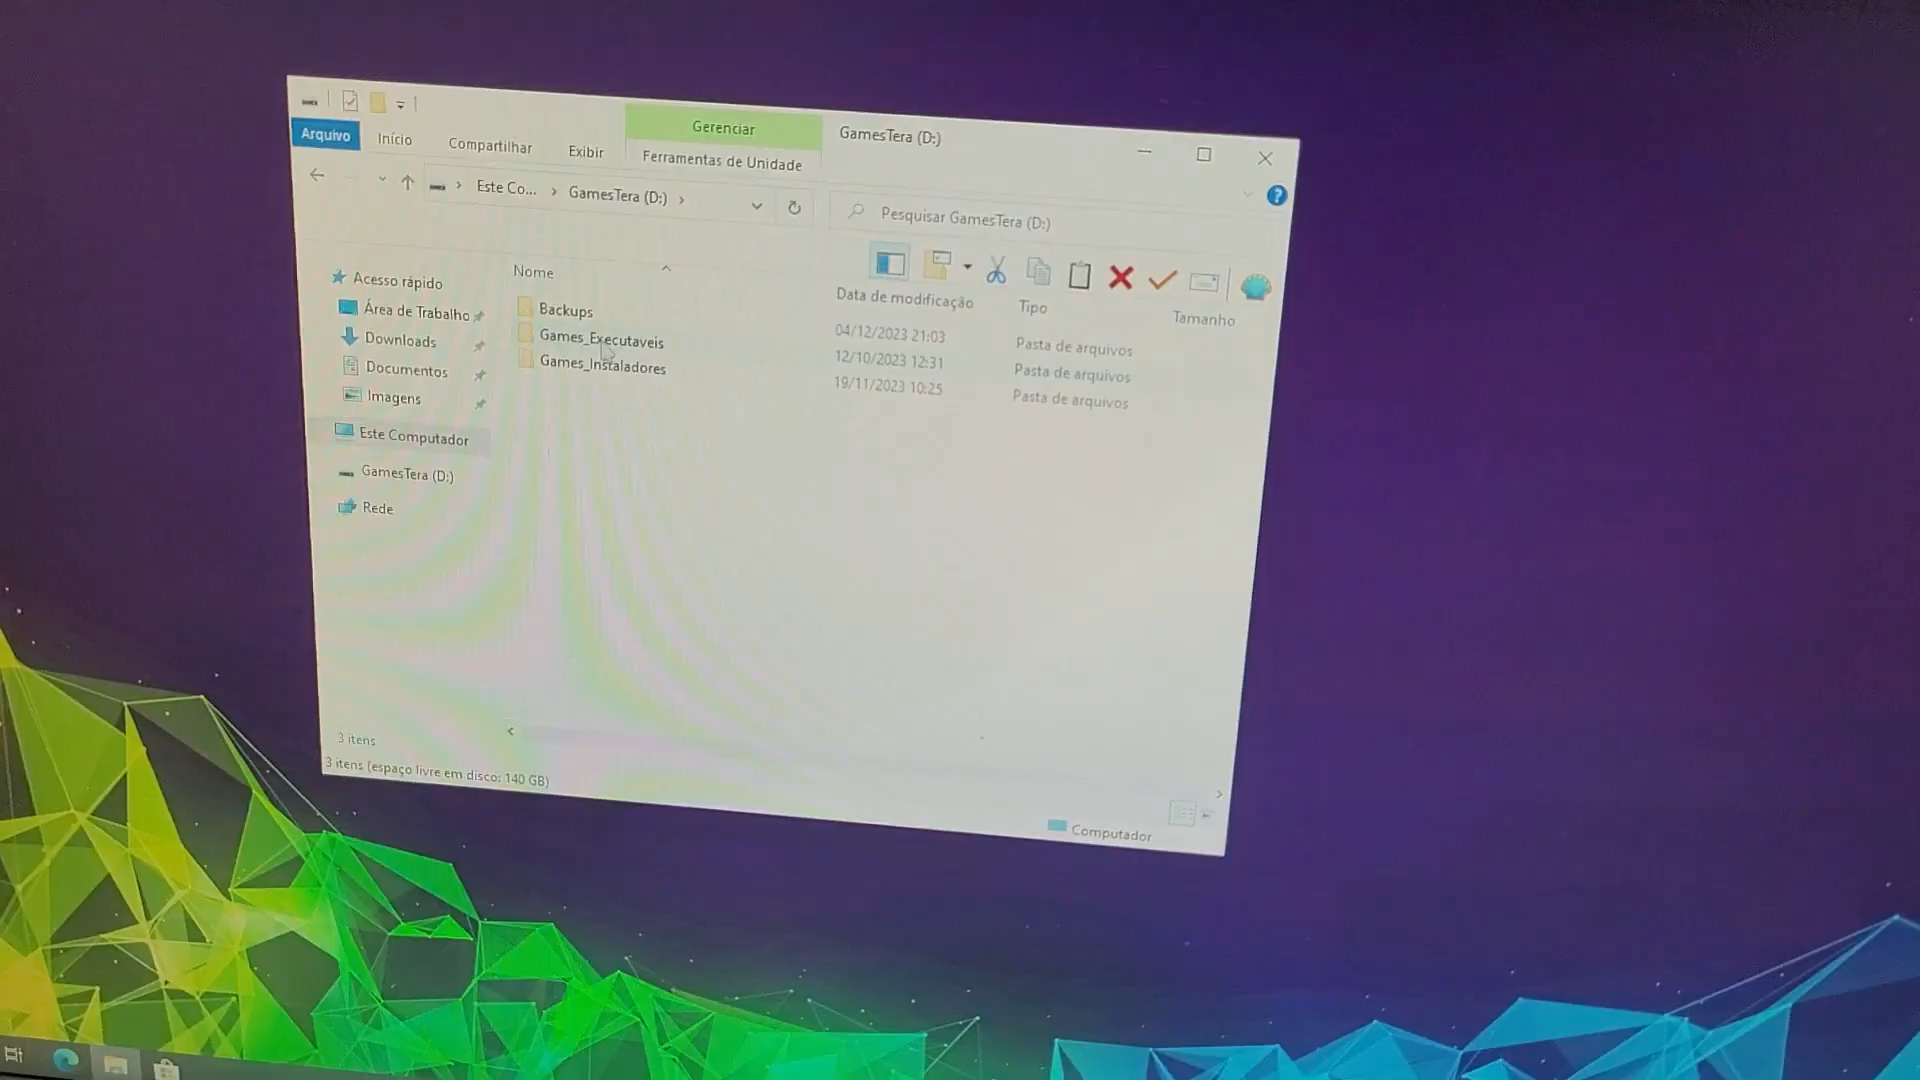 Arquivo
Início
Compartilhar
Exibir
Gerenciar
Ferramentas de Unidade
GamesTera (D:)
Este Co...
GamesTera (D:)
Pesquisar GamesTera (D:)
Acesso rápido
Área de Trabalho
Downloads
Documentos
Imagens
Este Computador
GamesTera (D:)
Rede
Nome
Data de modificação
Tipo
Tamanho
Backups
04/12/2023 21:03
Pasta de arquivos
Games_Executaveis
12/10/2023 12:31
Pasta de arquivos
Games_Instaladores
19/11/2023 10:25
Pasta de arquivos
3 itens
3 itens (espaço livre em disco: 140 GB)
Computador